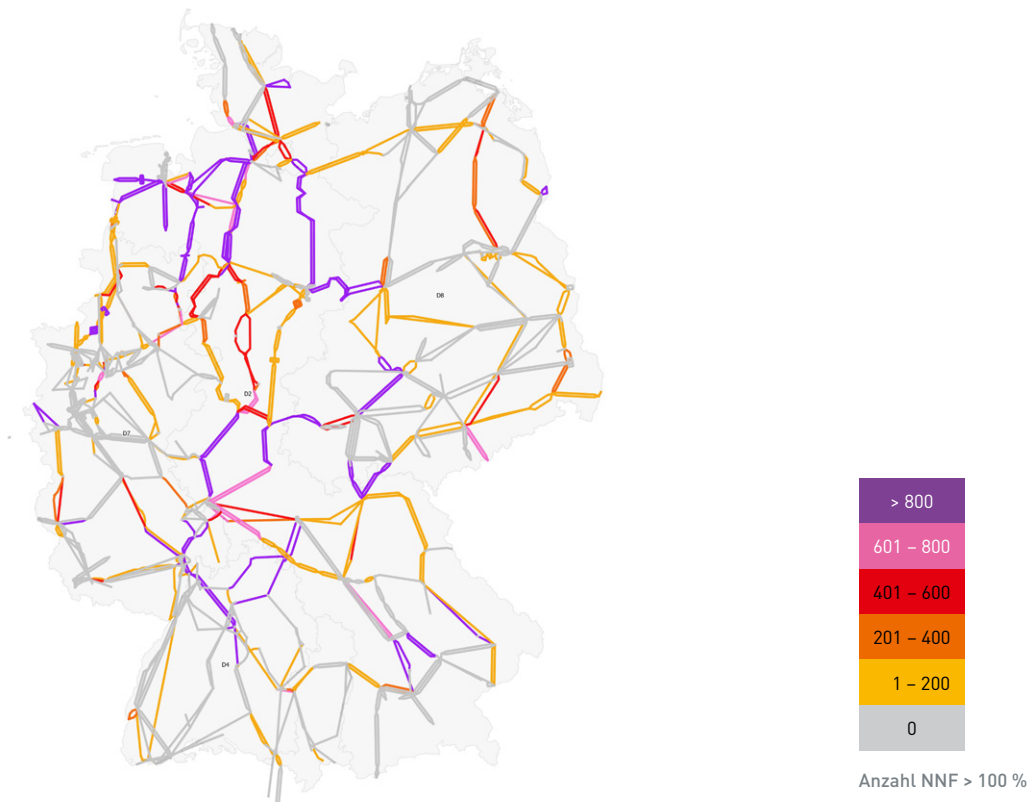 D8
D2
D7
D4
> 800
601 – 800
401 – 600
201 – 400
1 – 200
0
Anzahl NNF > 100 %